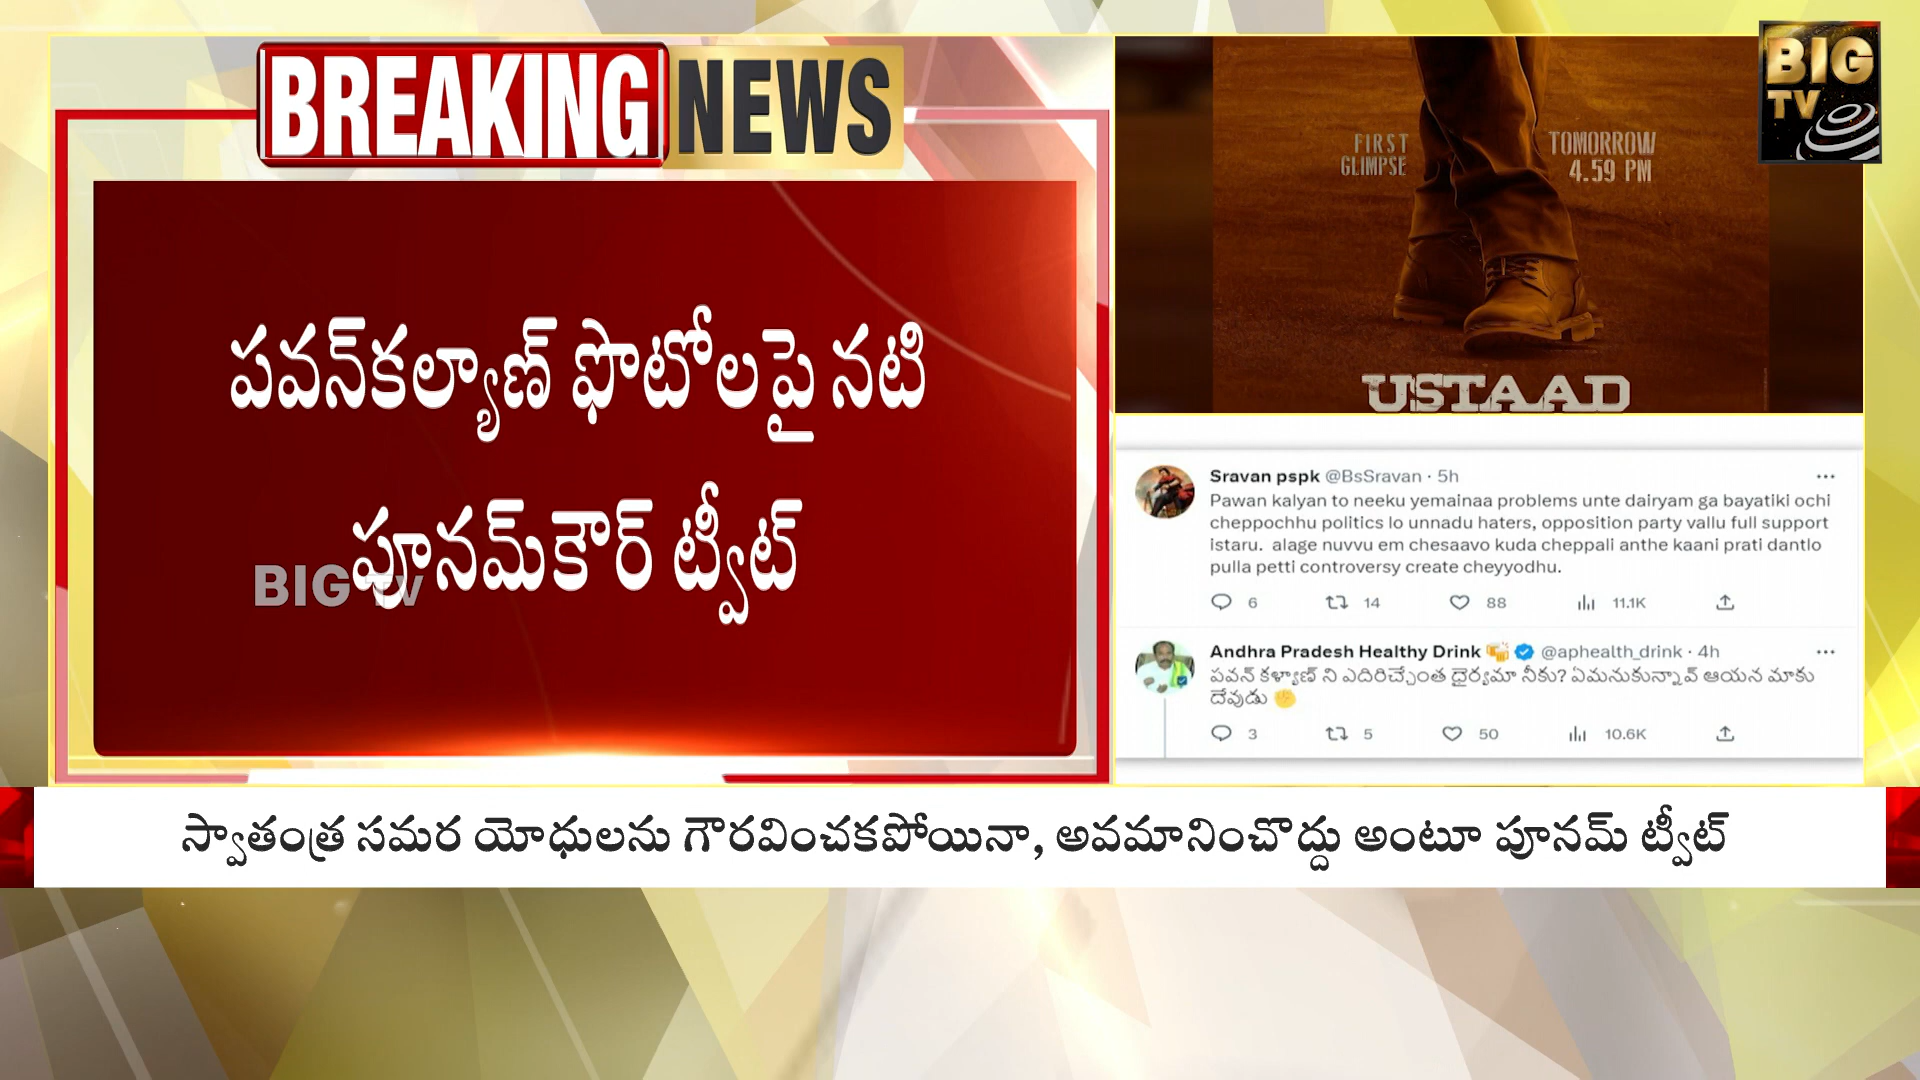 BREAKING NEWS
పవన్‌కల్యాణ్ ఫొటోలపై నటి
పూనమ్‌కౌర్ ట్వీట్
BIG TV
FIRST
GLIMPSE
TOMORROW
4.59 PM
USTAAD
BIG
TV
Sravan pspk @BsSravan · 5h
Pawan kalyan to neeku yemainaa problems unte dairyam ga bayatiki ochi
cheppochhu politics lo unnadu haters, opposition party vallu full support
istaru. alage nuvvu em chesaavo kuda cheppali anthe kaani prati dantlo
pulla petti controversy create cheyyodhu.
6 14 88 11.1K
Andhra Pradesh Healthy Drink 🍻 @aphealth_drink · 4h
పవన్ కళ్యాణ్ ని ఎదిరిచ్చేంత ధైర్యమా నీకు? ఏమనుకున్నావ్ ఆయన మాకు
దేవుడు ✊
3 5 50 10.6K
స్వాతంత్ర సమర యోధులను గౌరవించకపోయినా, అవమానించొద్దు అంటూ పూనమ్ ట్వీట్